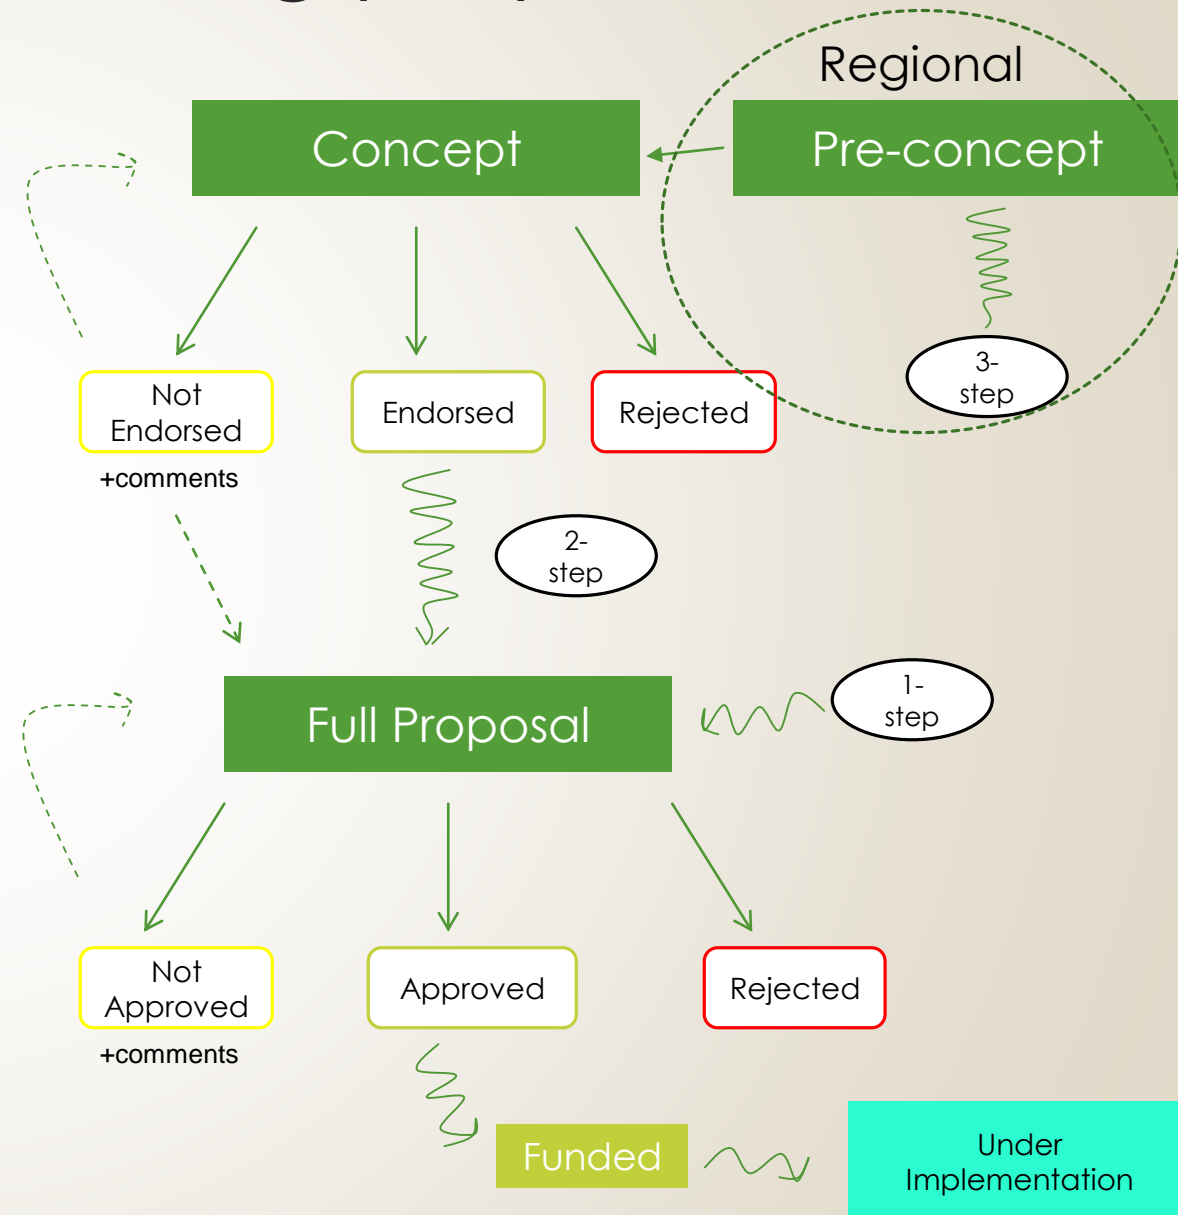 Regional
Concept
Pre-concept
Not
Endorsed
Endorsed
Rejected
3-
step
+comments
2-
step
1-
step
Full Proposal
Not
Approved
Approved
Rejected
+comments
Funded
Under
Implementation